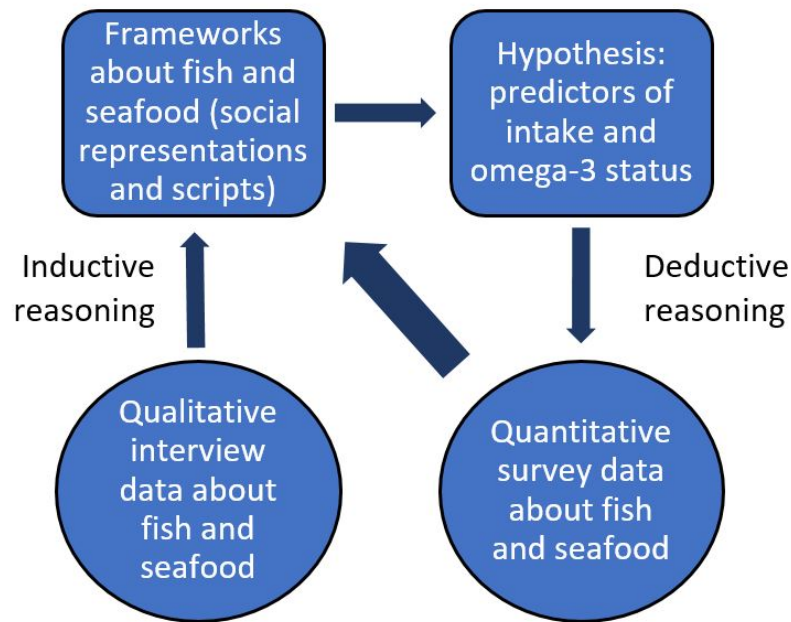 Frameworks
about fish and
seafood (social
representations
and scripts)
Hypothesis:
predictors of
intake and
omega-3 status
Inductive
reasoning
Deductive
reasoning
Qualitative
interview
data about
fish and
seafood
Quantitative
survey data
about fish
and seafood